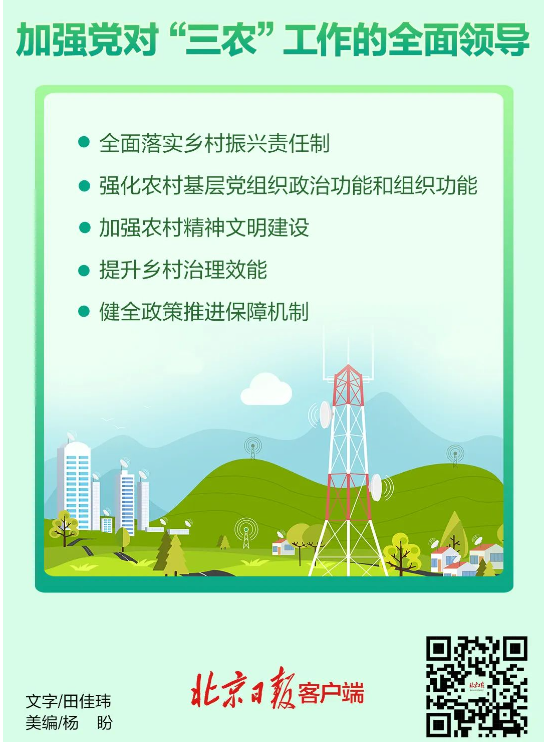 加强党对“三农”工作的全面领导
● 全面落实乡村振兴责任制
● 强化农村基层党组织政治功能和组织功能
● 加强农村精神文明建设
● 提升乡村治理效能
● 健全政策推进保障机制
北京日报客户端
文字/田佳玮
美编/杨 盼